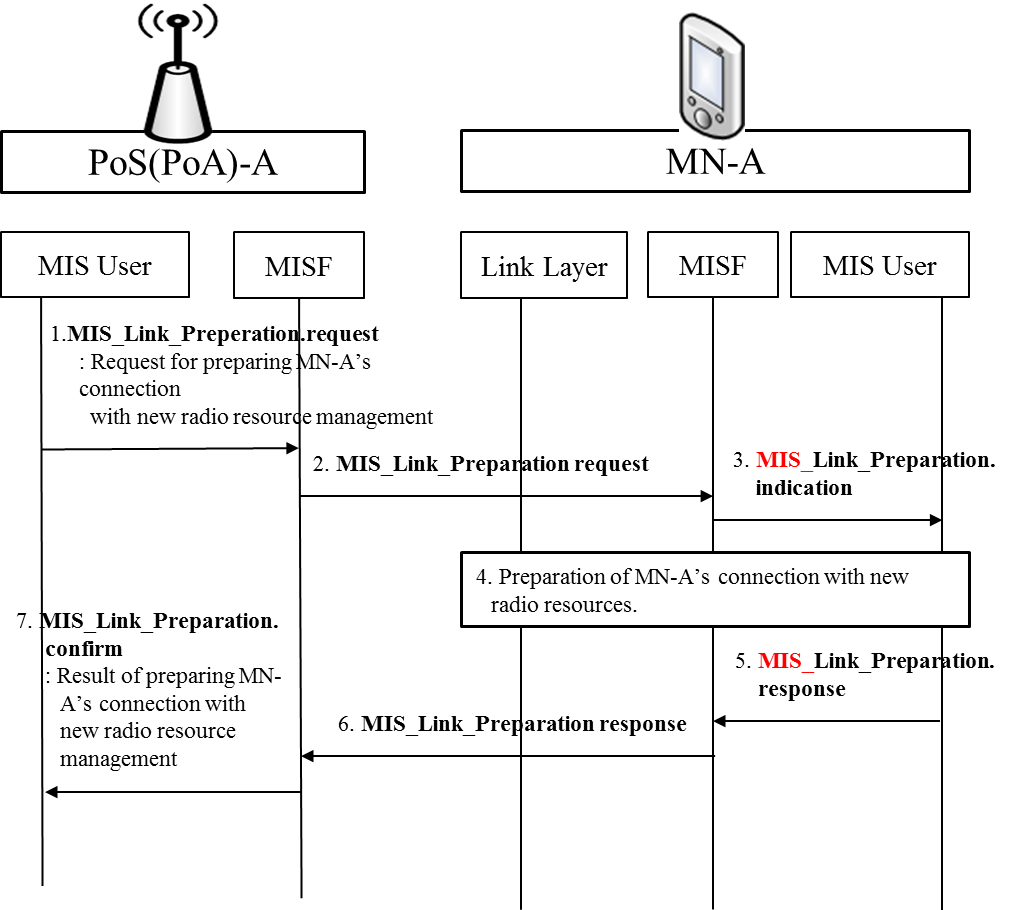 PoS(PoA)-A
MN-A
MIS User
MISF
Link Layer
MISF
MIS User
1.MIS_Link_Preperation.request
: Request for preparing MN-A’s
connection
with new radio resource management
2. MIS_Link_Preparation request
3. MIS_Link_Preparation.
indication
4. Preparation of MN-A’s connection with new
radio resources.
5. MIS_Link_Preparation.
response
6. MIS_Link_Preparation response
7. MIS_Link_Preparation.
confirm
: Result of preparing MN-
A’s connection with
new radio resource
management